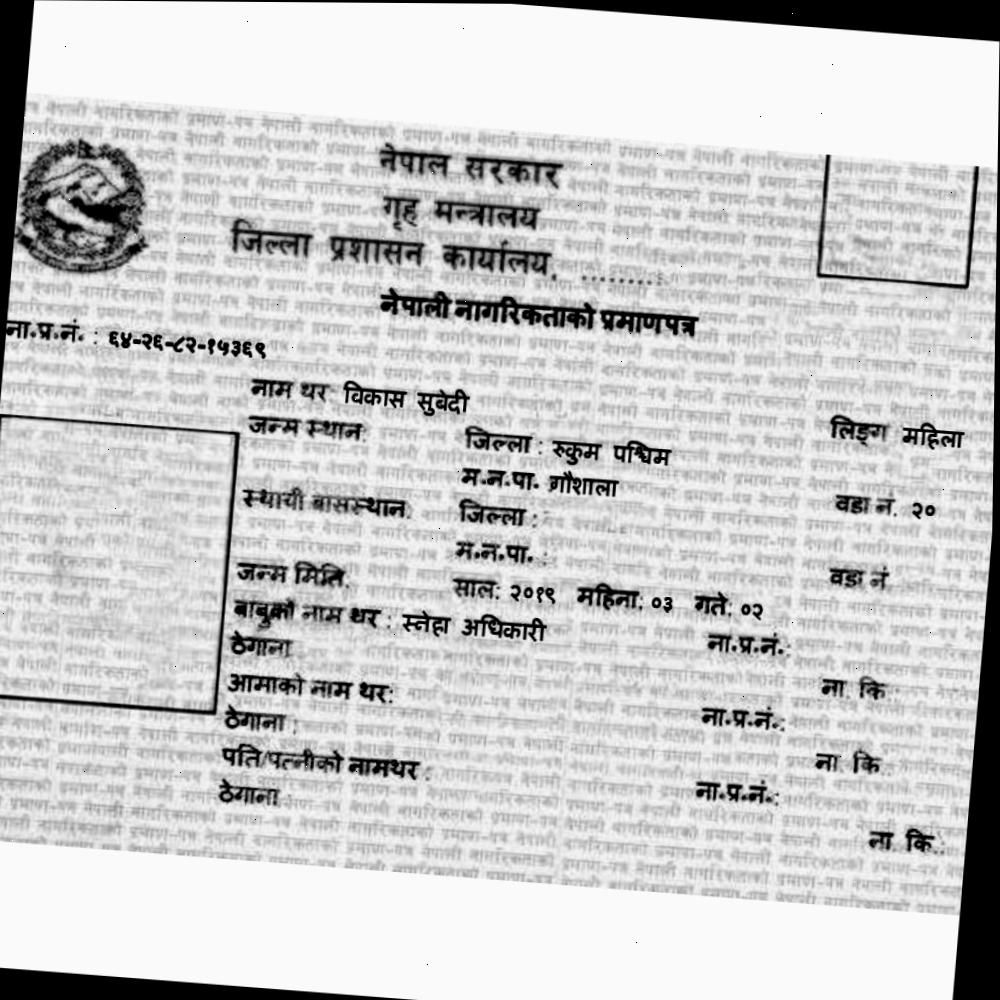 नेपाल सरकार
गृह मन्त्रालय
जिल्ला प्रशासन कार्यालय, .........
नेपाली नागरिकताको प्रमाणपत्र
ना.प्र.नं. : ६४-२६-८२-१५३६९
नाम थर विकास सुबेदी लिङ्ग महिला
जन्म स्थान: जिल्ला : रुकुम पश्चिम
म.न.पा. गौशाला वडा नं. २०
स्थायी बासस्थान: जिल्ला :
म.न.पा. : वडा नं
जन्म मिति: साल: २०१९ महिना: ०३ गते: ०२
बाबुको नाम थर : स्नेहा अधिकारी ना.प्र.नं.:
ठेगाना ना. कि.:
आमाको नाम थर: ना.प्र.नं.:
ठेगाना : ना. कि.:
पति/पत्नीको नामथर : ना.प्र.नं.:
ठेगाना : ना. कि.: